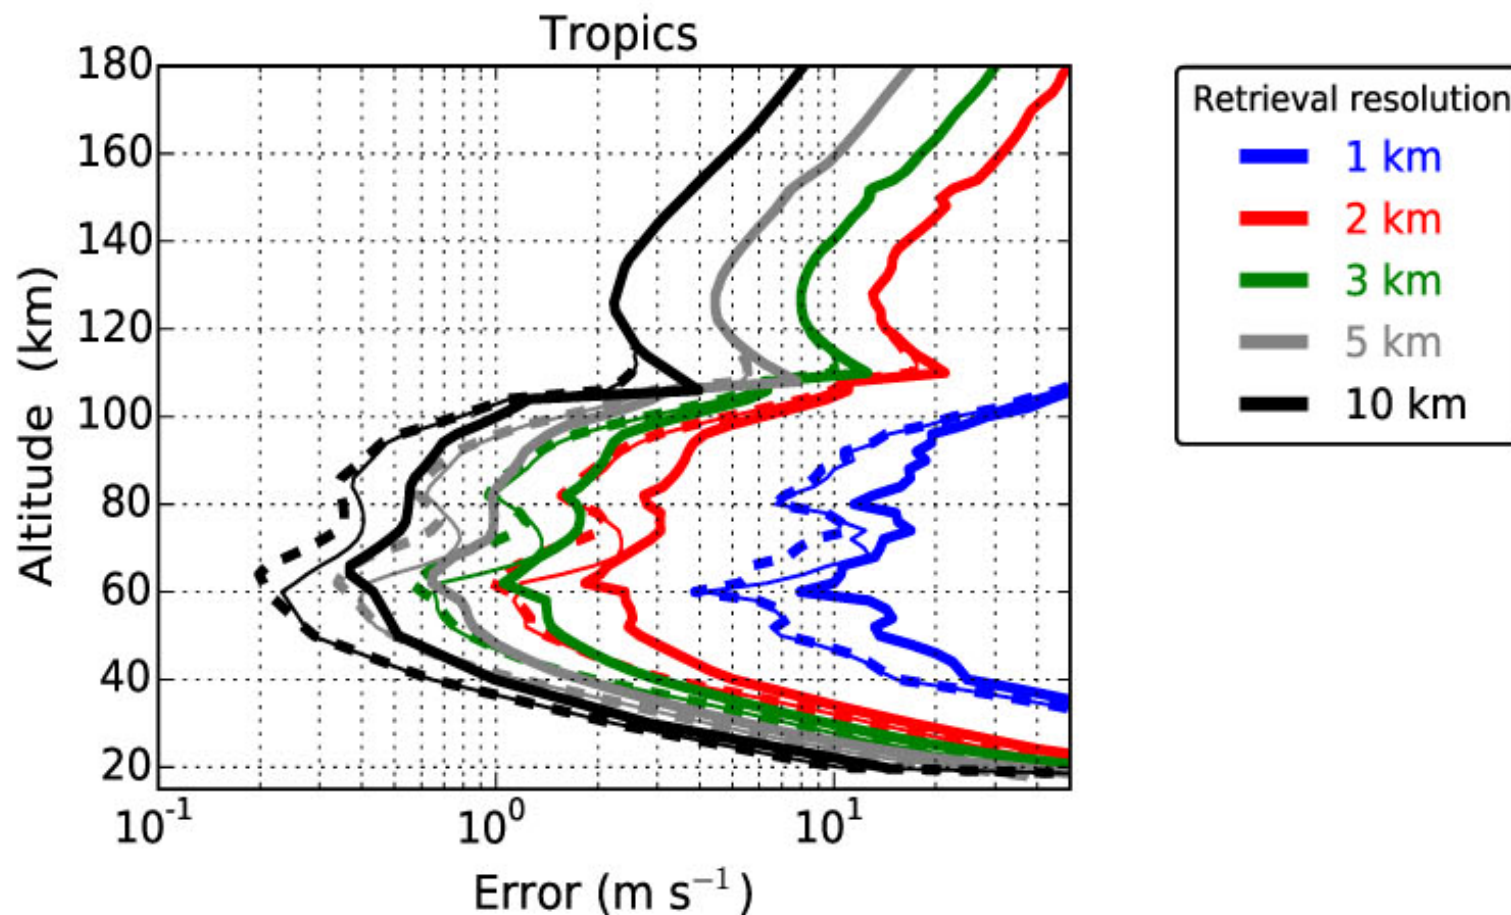 Tropics
180
160
140
120
100
80
60
40
20
Altitude (km)
10⁻¹
10⁰
10¹
Error (m s⁻¹)
Retrieval resolution
1 km
2 km
3 km
5 km
10 km